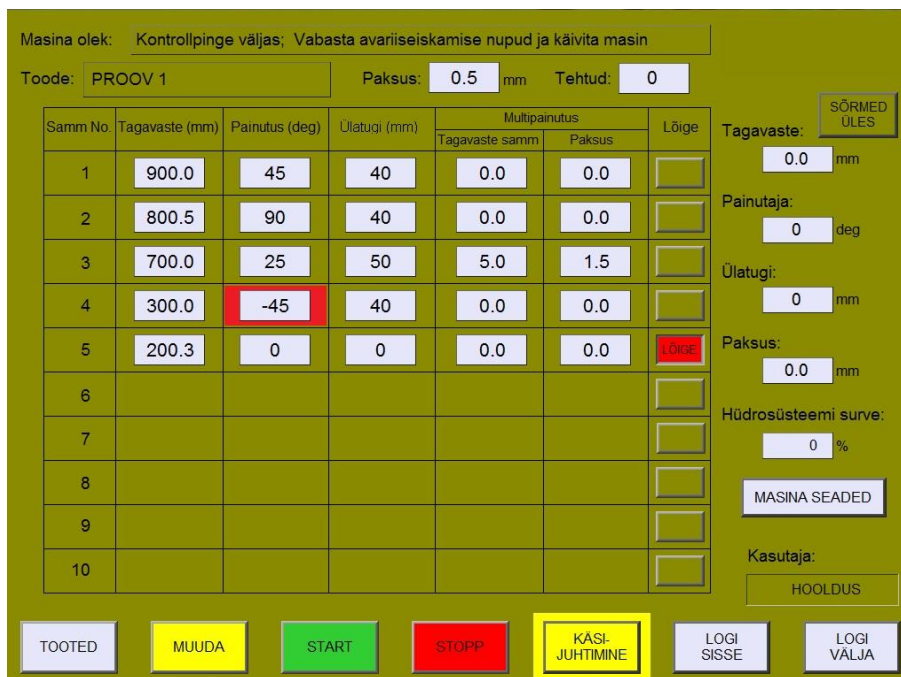 Masina olek: Kontrollpinge väljas; Vabasta avariiseiskamise nupud ja käivita masin
Toode: PROOV 1 Paksus: 0.5 mm Tehtud: 0
SÕRMED
ÜLES
Samm No. Tagavaste (mm) Painutus (deg) Ülatugi (mm) Multipainutus Lõige
Tagavaste samm Paksus
1 900.0 45 40 0.0 0.0
2 800.5 90 40 0.0 0.0
3 700.0 25 50 5.0 1.5
4 300.0 -45 40 0.0 0.0
5 200.3 0 0 0.0 0.0 LÕIGE
6
7
8
9
10
Tagavaste:
0.0 mm
Painutaja:
0 deg
Ülatugi:
0 mm
Paksus:
0.0 mm
Hüdrosüsteemi surve:
0 %
MASINA SEADED
Kasutaja:
HOOLDUS
TOOTED
MUUDA
START
STOPP
KÄSI-
JUHTIMINE
LOGI
SISSE
LOGI
VÄLJA